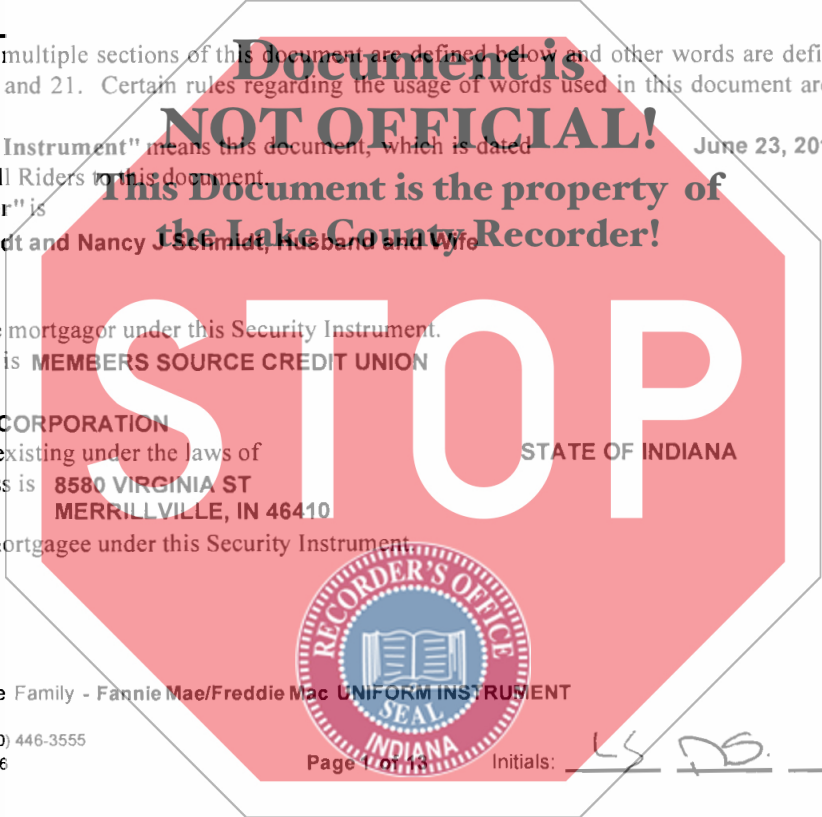 multiple sections of this document are defined below and other words are defi
and 21. Certain rules regarding the usage of words used in this document ar
Document is
NOT OFFICIAL!
This Document is the property of
the Lake County Recorder!
Instrument" means this document, which is dated June 23, 20
l Riders to this document.
r" is
dt and Nancy J Schmidt, Husband and Wife
mortgagor under this Security Instrument.
is MEMBERS SOURCE CREDIT UNION
CORPORATION
existing under the laws of STATE OF INDIANA
s is 8580 VIRGINIA ST
MERRILLVILLE, IN 46410
ortgagee under this Security Instrument.
STOP
RECORDER'S OFFICE
SEAL
INDIANA
e Family - Fannie Mae/Freddie Mac UNIFORM INSTRUMENT
0) 446-3555
6
Page 1 of 13 Initials: